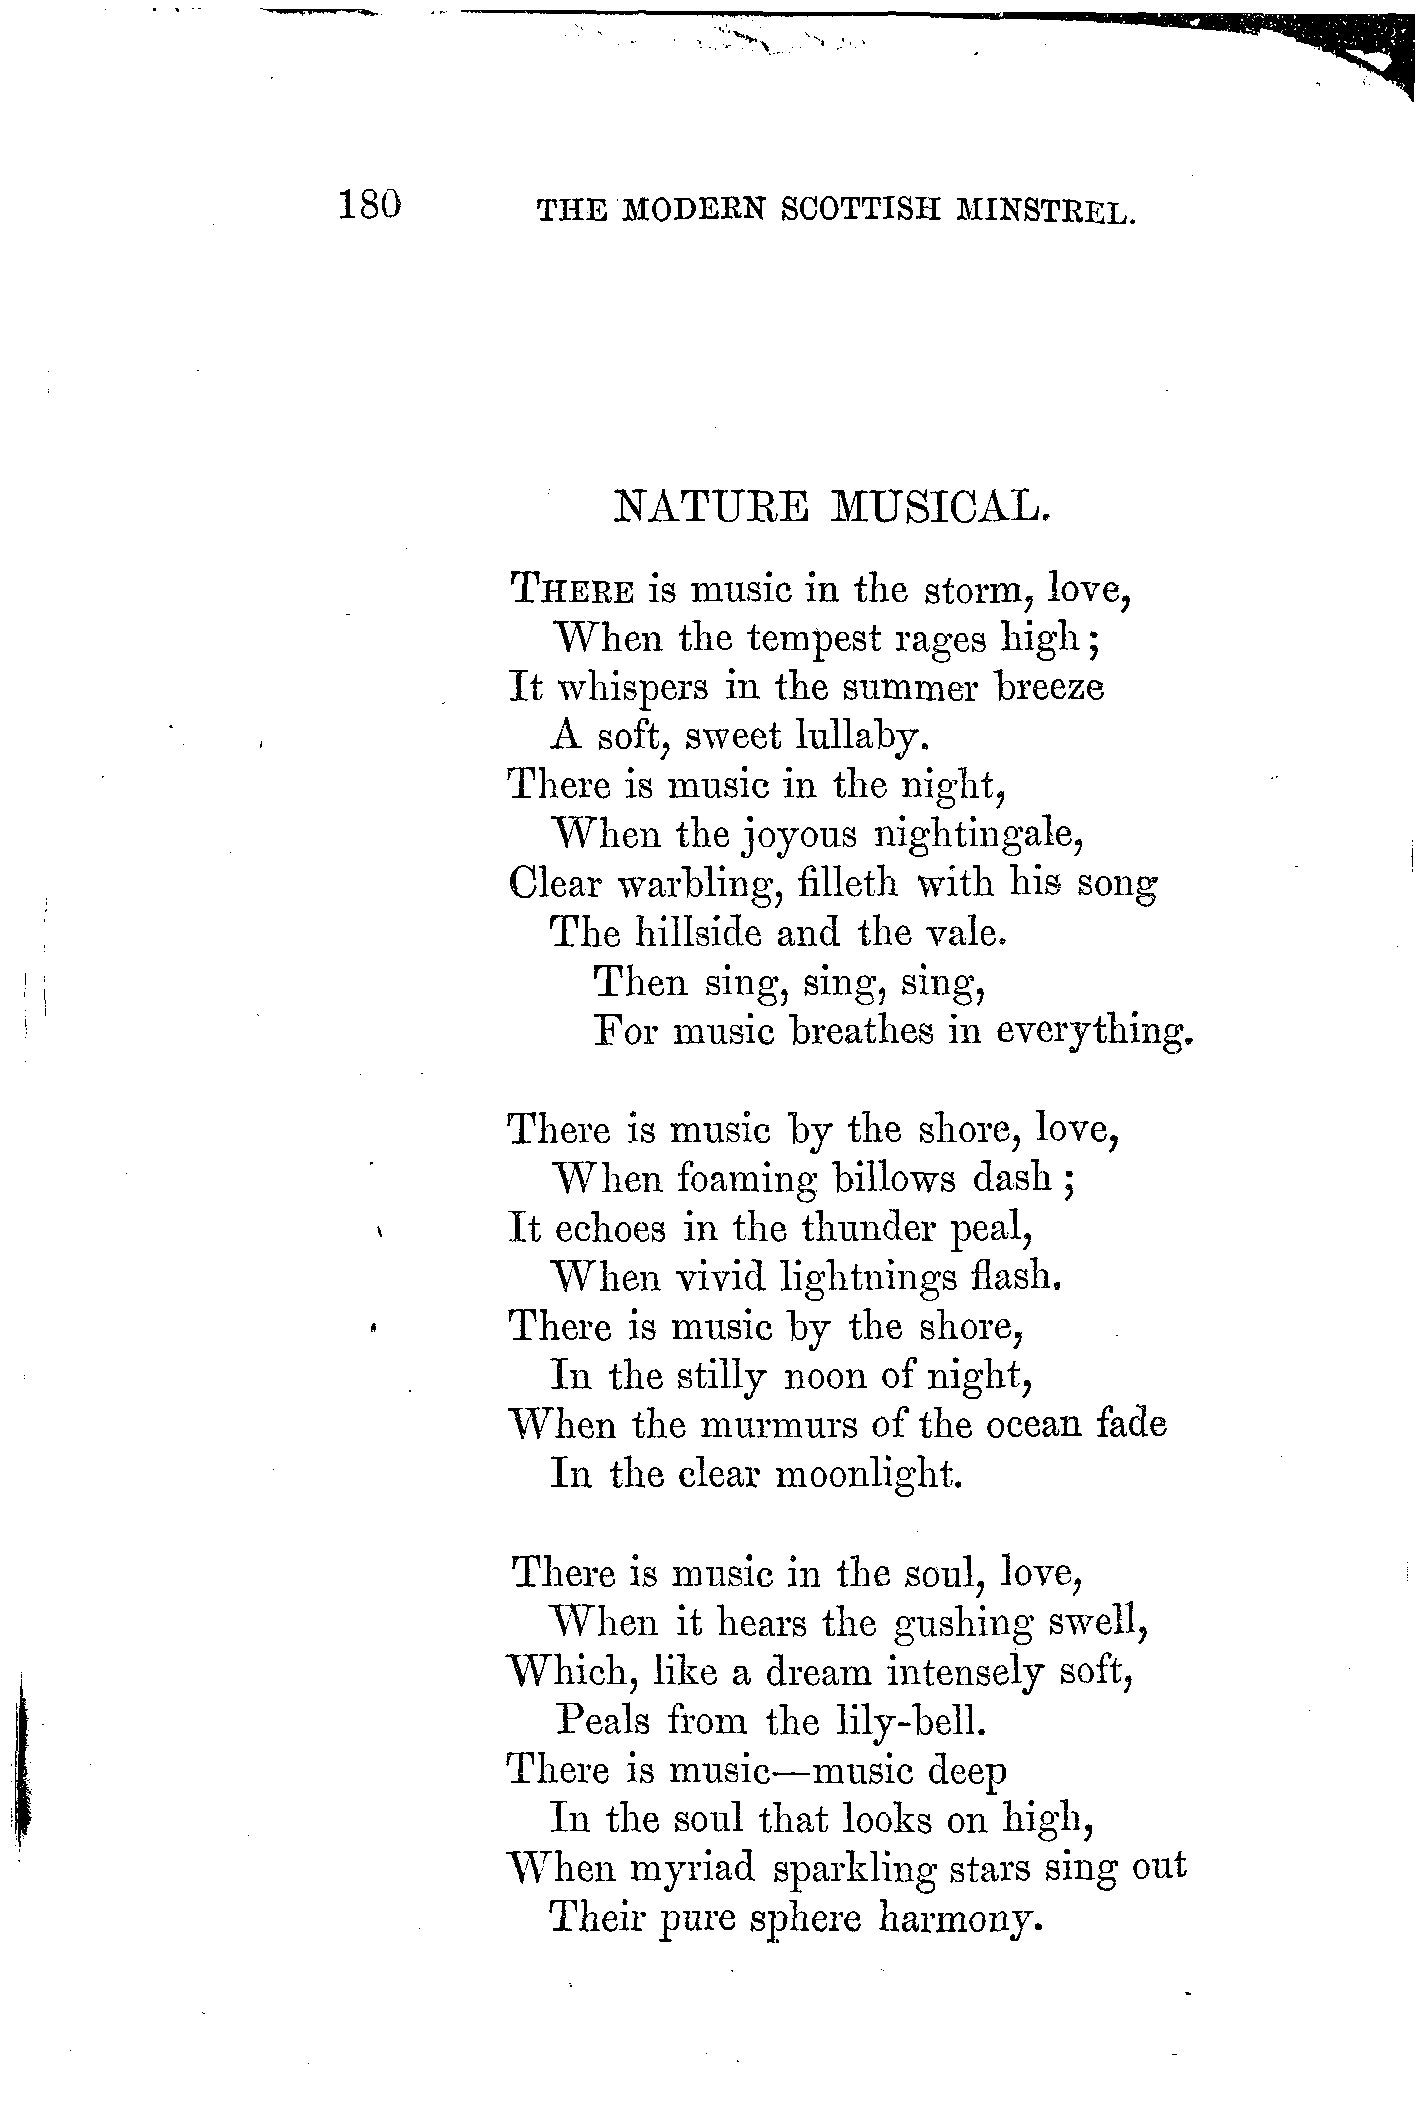 180 THE MODERN SCOTTISH MINSTREL.
NATURE MUSICAL.
THERE is music in the storm, love,
When the tempest rages high;
It whispers in the summer breeze
A soft, sweet lullaby.
There is music in the night,
When the joyous nightingale,
Clear warbling, filleth with his song
The hillside and the vale.
Then sing, sing, sing,
For music breathes in everything.
There is music by the shore, love,
When foaming billows dash;
It echoes in the thunder peal,
When vivid lightnings flash.
There is music by the shore,
In the stilly noon of night,
When the murmurs of the ocean fade
In the clear moonlight.
There is music in the soul, love,
When it hears the gushing swell,
Which, like a dream intensely soft,
Peals from the lily-bell.
There is music—music deep
In the soul that looks on high,
When myriad sparkling stars sing out
Their pure sphere harmony.